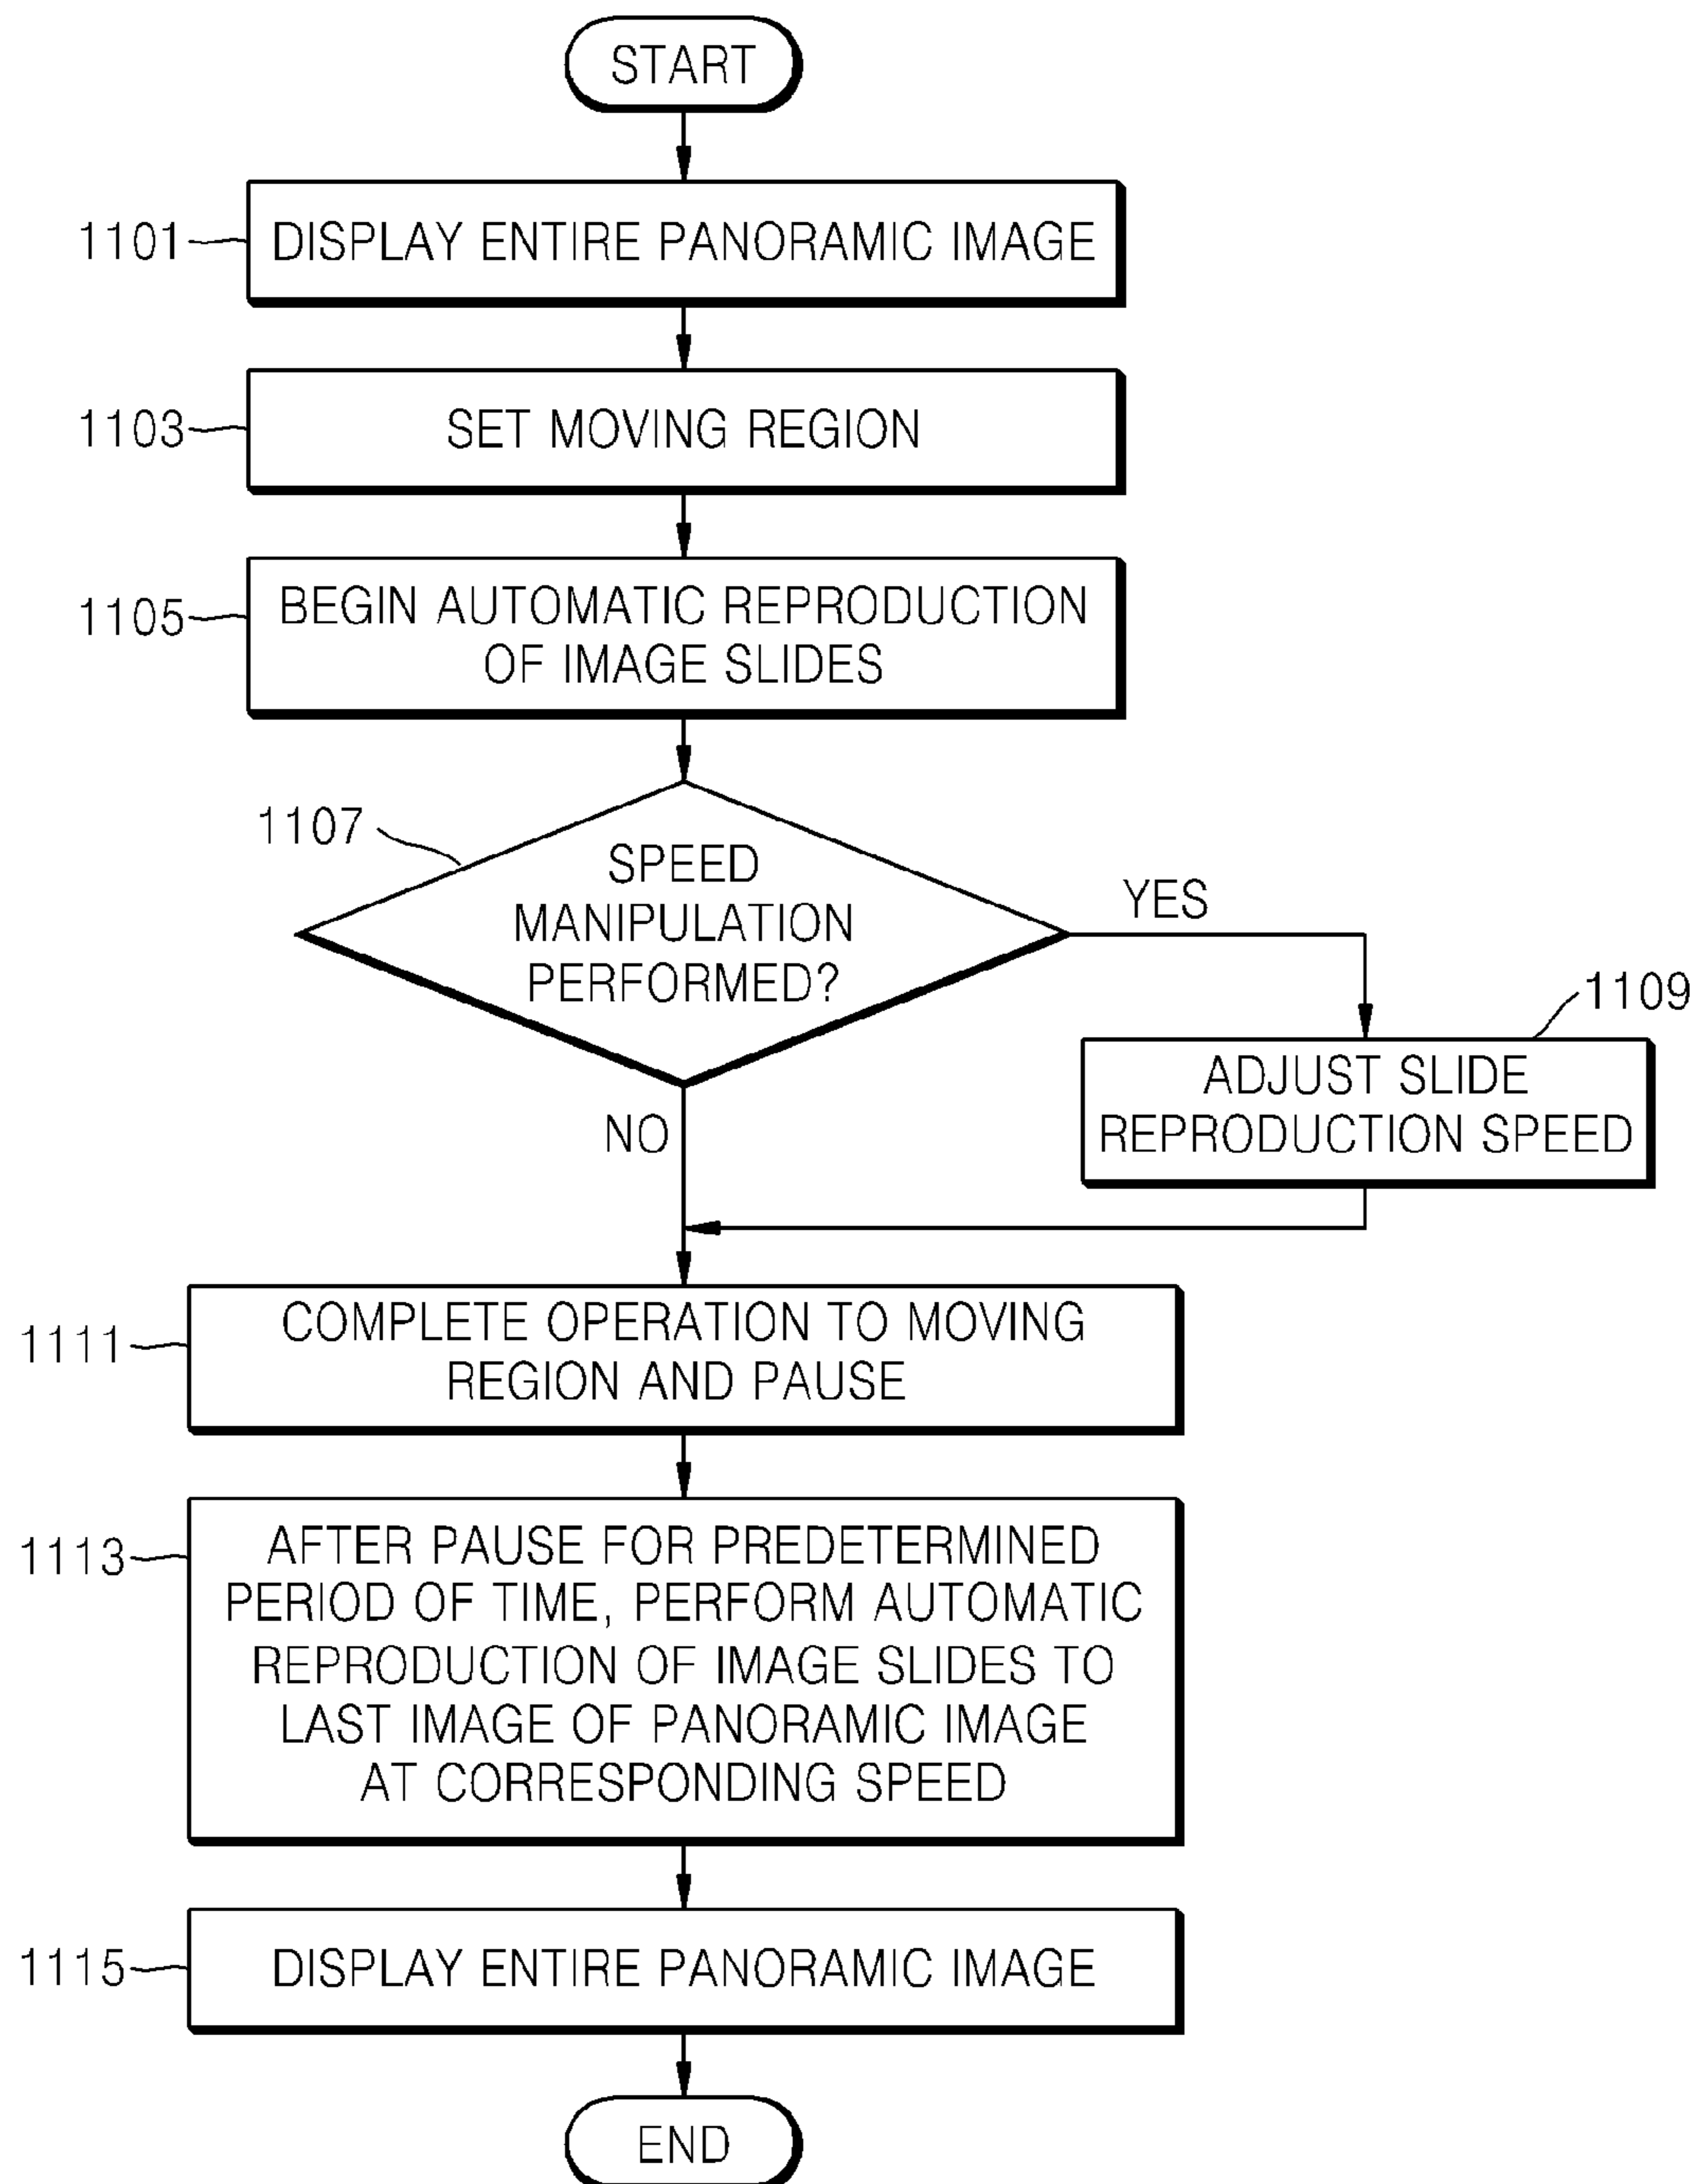 START
1101
DISPLAY ENTIRE PANORAMIC IMAGE
1103
SET MOVING REGION
1105
BEGIN AUTOMATIC REPRODUCTION
OF IMAGE SLIDES
1107
SPEED
MANIPULATION
PERFORMED?
YES
1109
ADJUST SLIDE
REPRODUCTION SPEED
NO
1111
COMPLETE OPERATION TO MOVING
REGION AND PAUSE
1113
AFTER PAUSE FOR PREDETERMINED
PERIOD OF TIME, PERFORM AUTOMATIC
REPRODUCTION OF IMAGE SLIDES TO
LAST IMAGE OF PANORAMIC IMAGE
AT CORRESPONDING SPEED
1115
DISPLAY ENTIRE PANORAMIC IMAGE
END